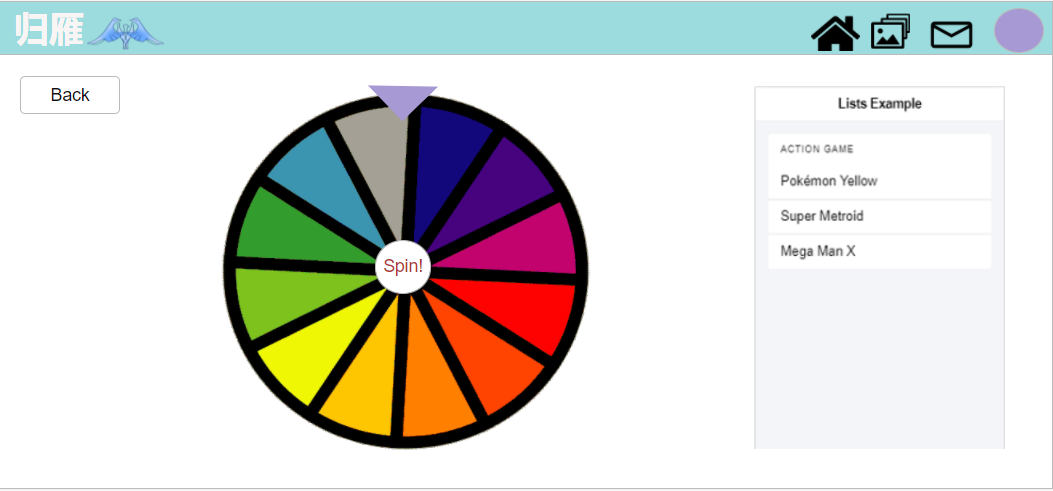 归雁
Back
Spin!
Lists Example
ACTION GAME
Pokémon Yellow
Super Metroid
Mega Man X